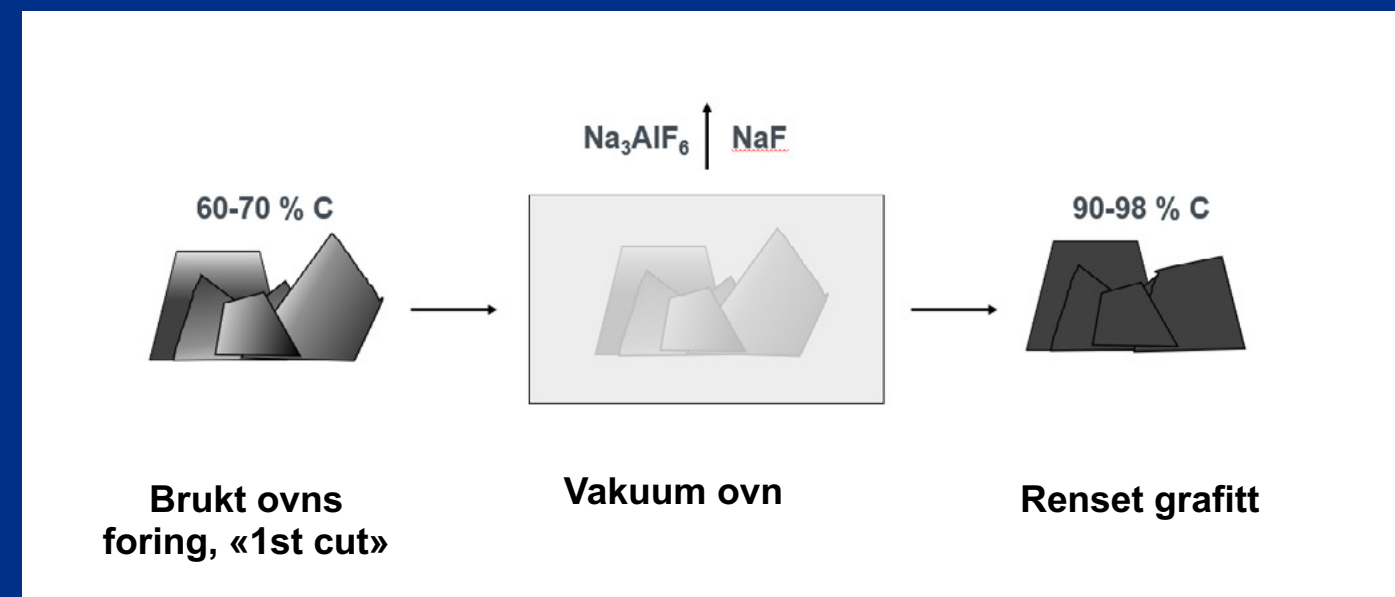 Na₃AlF₆ NaF
60-70 % C
90-98 % C
Brukt ovns
foring, «1st cut»
Vakuum ovn
Renset grafitt